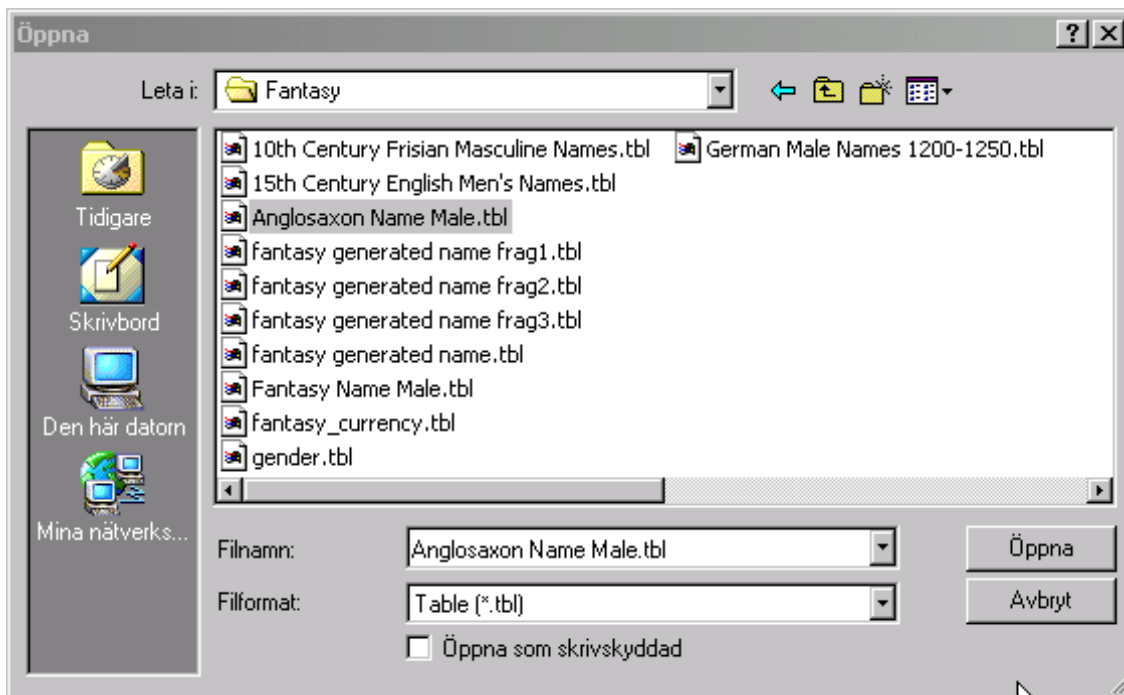 Öppna
Leta i: Fantasy
Tidigare
Skrivbord
Den här datorn
Mina nätverks...
10th Century Frisian Masculine Names.tbl
15th Century English Men's Names.tbl
Anglosaxon Name Male.tbl
fantasy generated name frag1.tbl
fantasy generated name frag2.tbl
fantasy generated name frag3.tbl
fantasy generated name.tbl
Fantasy Name Male.tbl
fantasy_currency.tbl
gender.tbl
German Male Names 1200-1250.tbl
Filnamn: Anglosaxon Name Male.tbl Öppna
Filformat: Table (*.tbl) Avbryt
Öppna som skrivskyddad